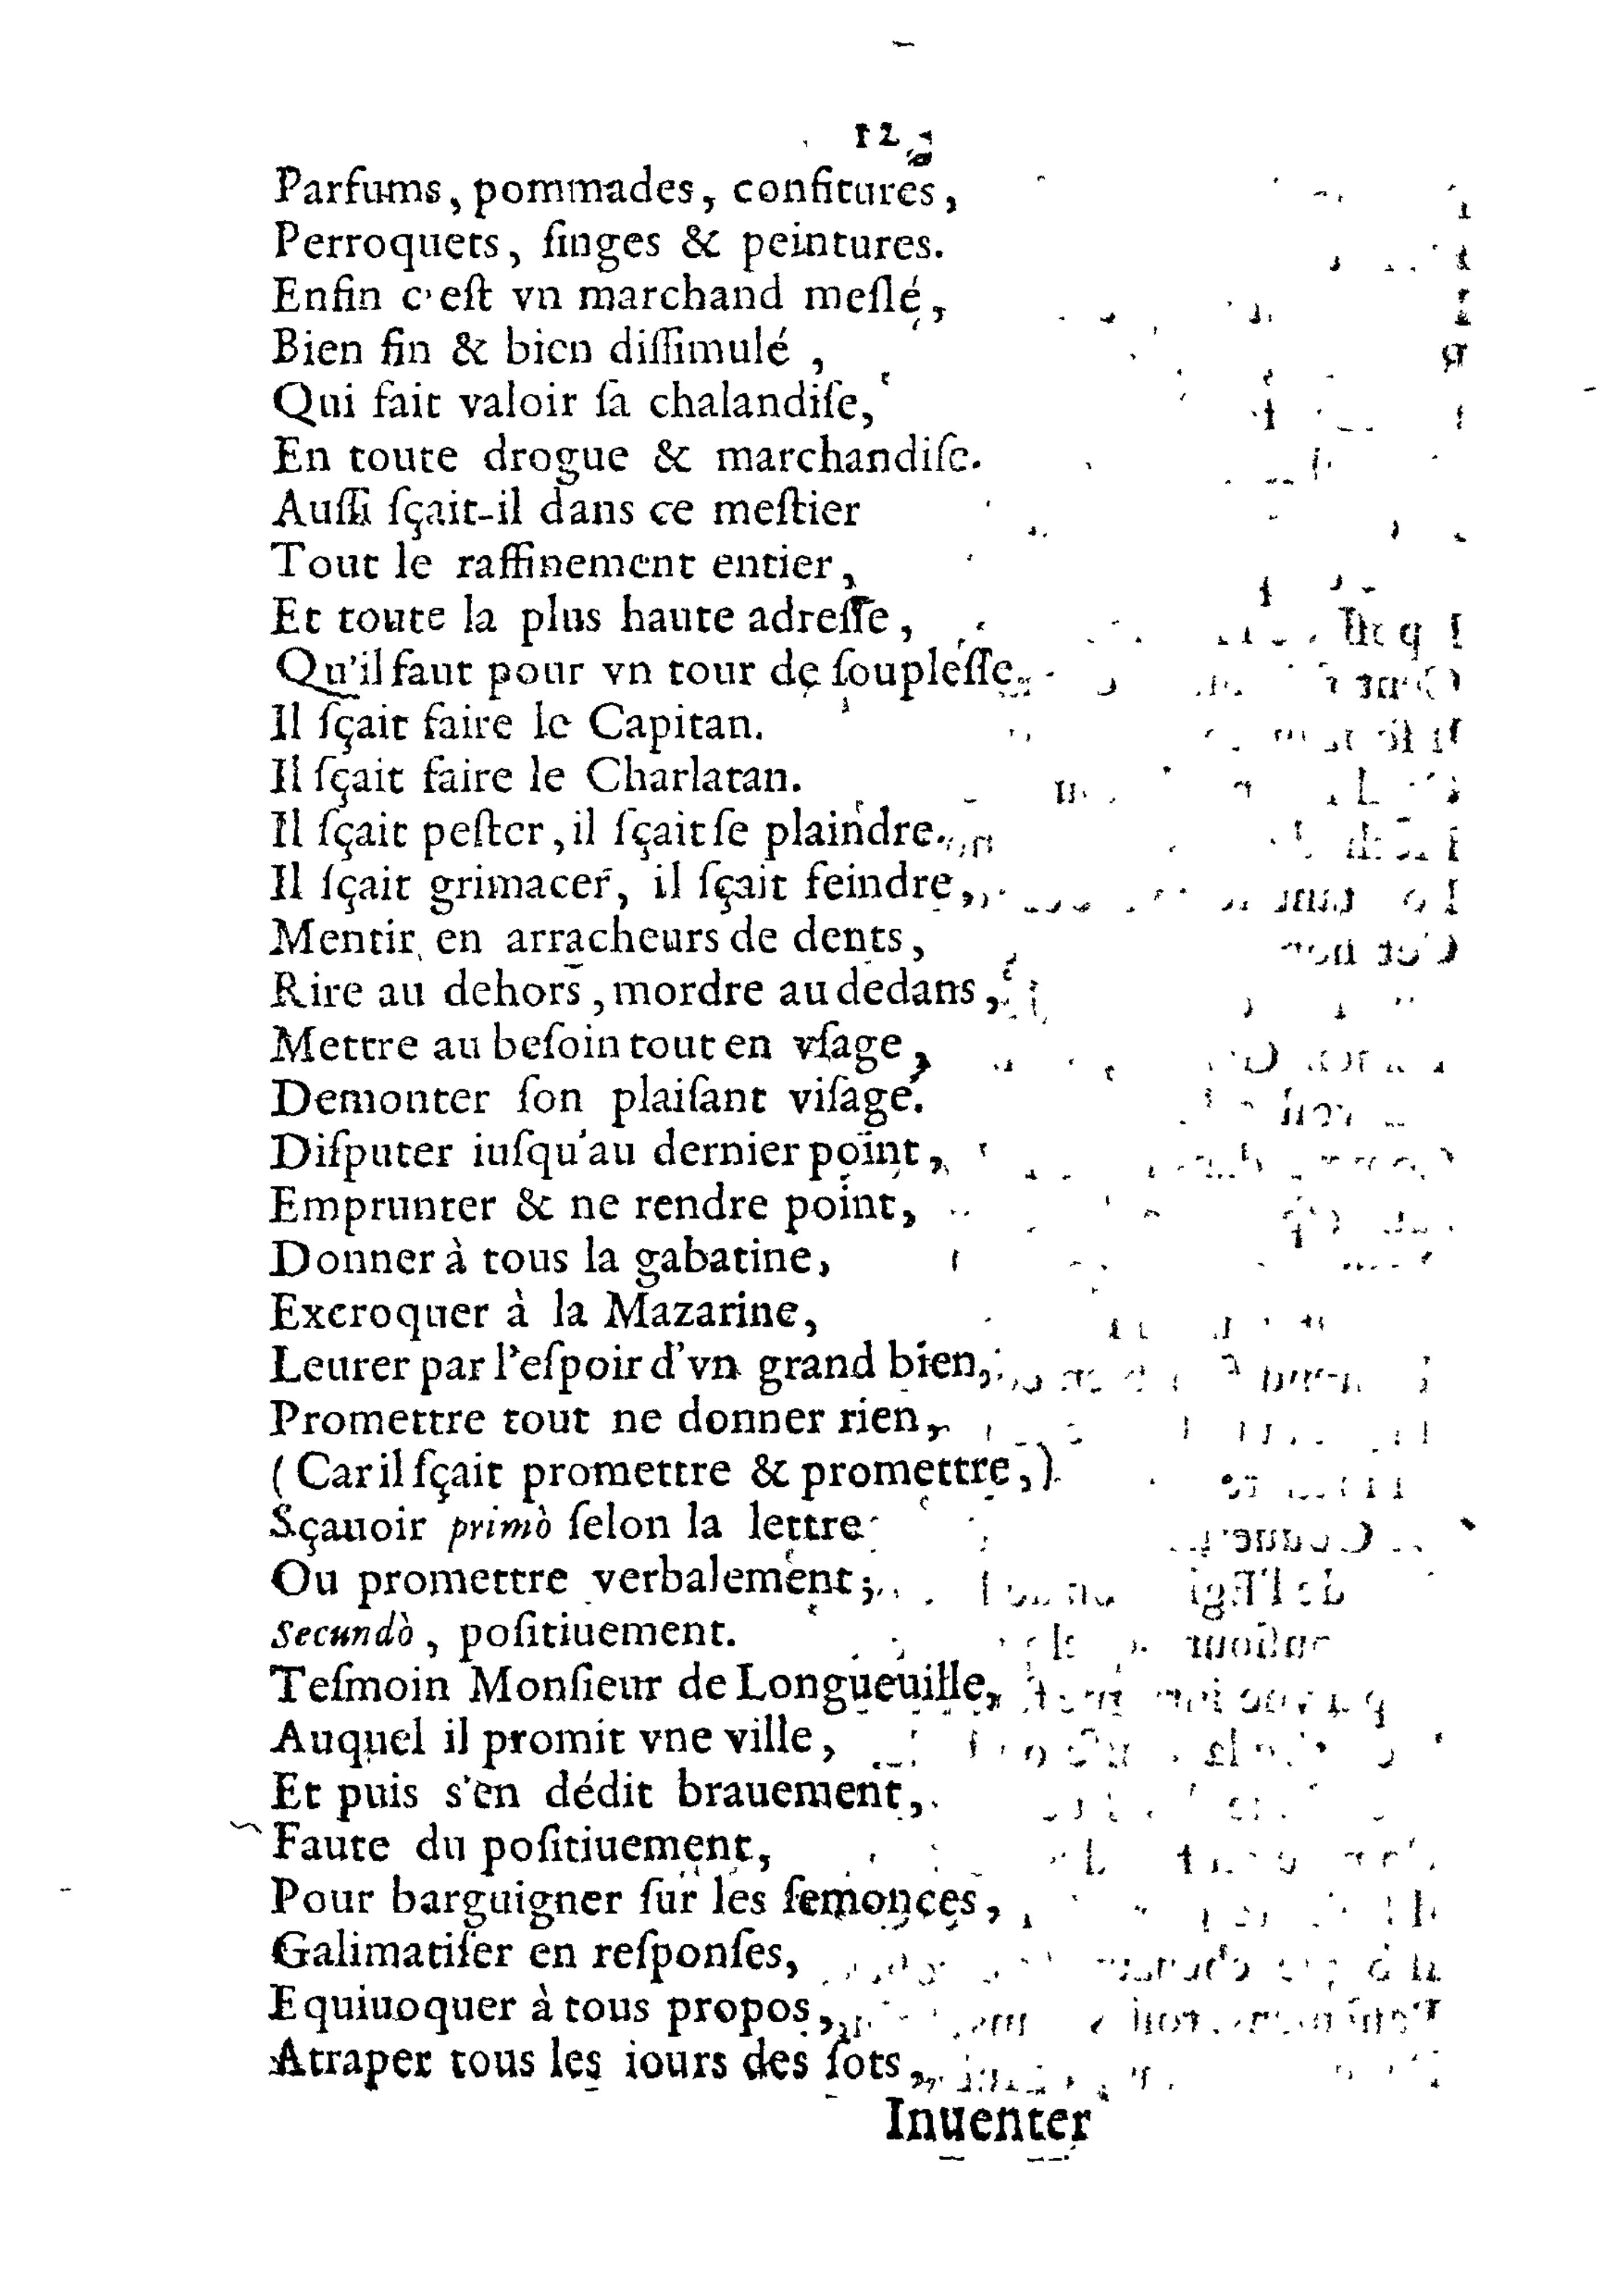 12
Parfums, pommades, confitures,
Perroquets, ſinges & peintures.
Enfin c'eſt vn marchand meſlé,
Bien fin & bien diſſimulé,
Qui fait valoir ſa chalandiſe,
En toute drogue & marchandiſe.
Auſſi ſçait-il dans ce meſtier
Tout le raffinement entier,
Et toute la plus haute adreſſe,
Qu'il faut pour vn tour de ſoupleſſe.
Il ſçait faire le Capitan.
Il ſçait faire le Charlatan.
Il ſçait peſter, il ſçait ſe plaindre.
Il ſçait grimacer, il ſçait feindre,
Mentir en arracheurs de dents,
Rire au dehors, mordre au dedans,
Mettre au beſoin tout en vſage,
Demonter ſon plaiſant viſage.
Diſputer iuſqu'au dernier point,
Emprunter & ne rendre point,
Donner à tous la gabatine,
Excroquer à la Mazarine,
Leurer par l'eſpoir d'vn grand bien,
Promettre tout ne donner rien,
(Car il ſçait promettre & promettre,)
Sçauoir primò ſelon la lettre
Ou promettre verbalement;
Secundò, poſitiuement.
Teſmoin Monſieur de Longueuille,
Auquel il promit vne ville,
Et puis s'en dédit brauement,
Faute du poſitiuement,
Pour barguigner ſur les ſemonces,
Galimatiſer en reſponſes,
Equiuoquer à tous propos,
Atraper tous les iours des ſots,
Inuenter